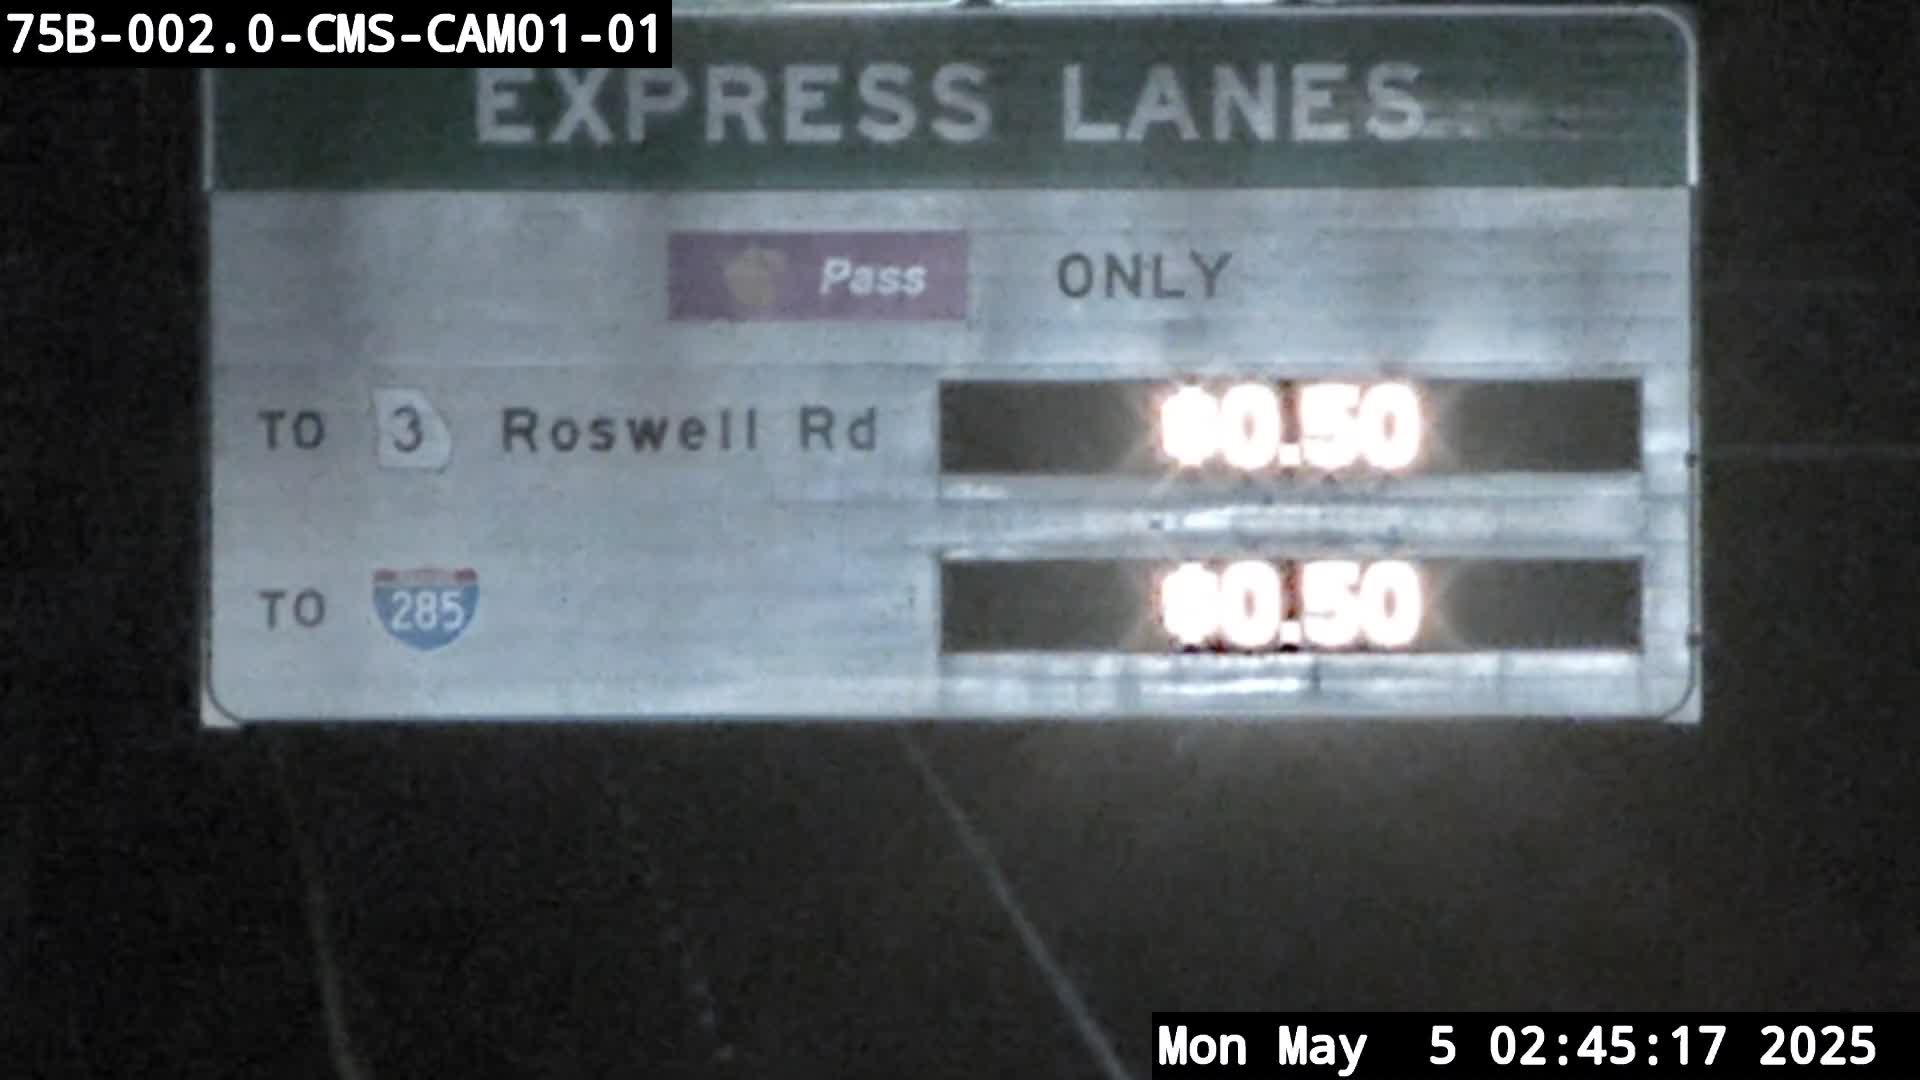 75B-002.0-CMS-CAM01-01
EXPRESS LANES
Pass ONLY
TO 3 Roswell Rd $0.50
TO 285 $0.50
Mon May 5 02:45:17 2025